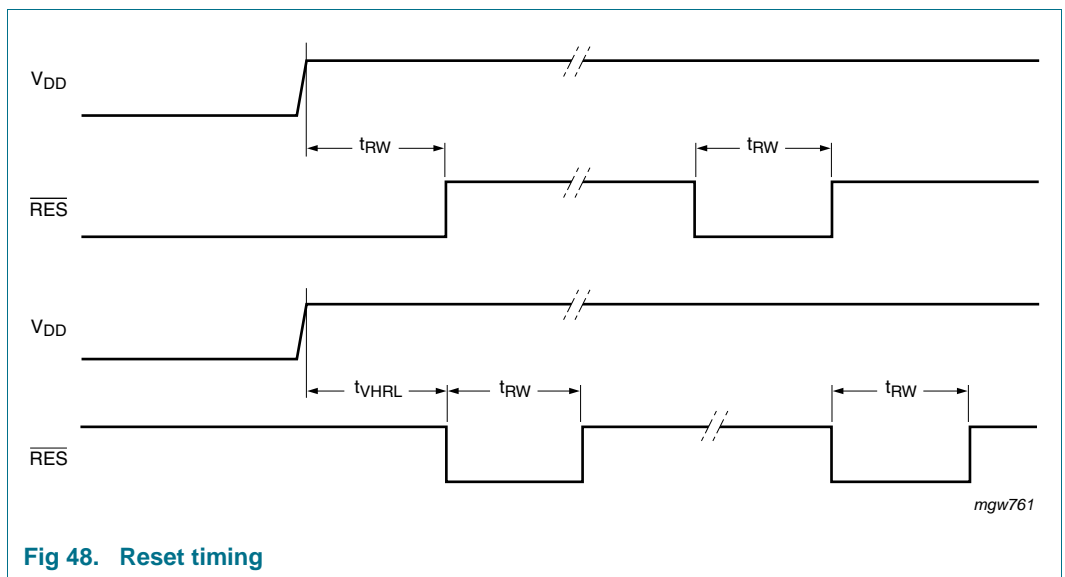 VDD
tRW
tRW
RES
VDD
tVHRL
tRW
tRW
RES
mgw761
Fig 48. Reset timing